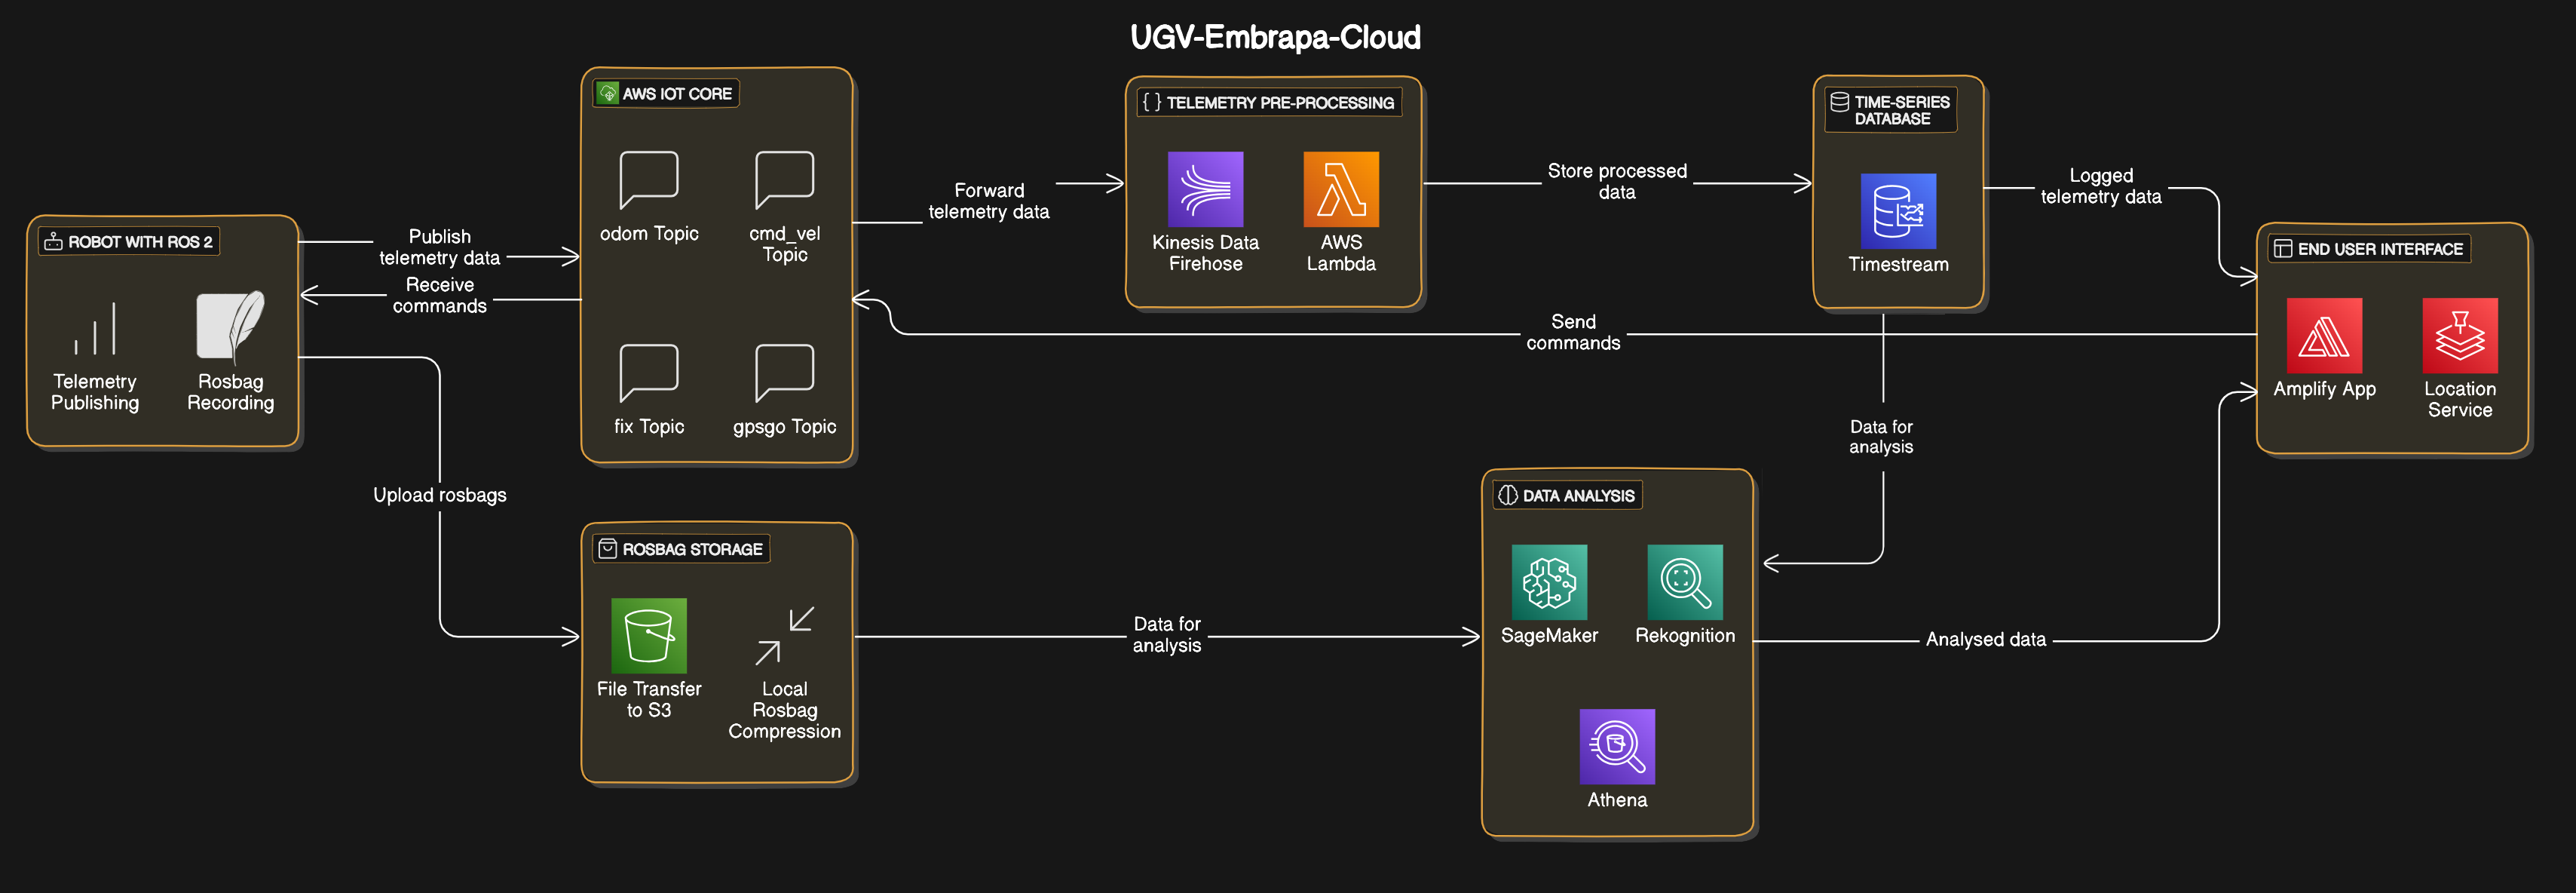 UGV-Embrapa-Cloud
ROBOT WITH ROS 2
Telemetry
Publishing
Rosbag
Recording
Publish
telemetry data
Receive
commands
Upload rosbags
AWS IOT CORE
odom Topic
cmd_vel
Topic
fix Topic
gpsgo Topic
Forward
telemetry data
TELEMETRY PRE-PROCESSING
Kinesis Data
Firehose
AWS
Lambda
Store processed
data
TIME-SERIES
DATABASE
Timestream
Logged
telemetry data
END USER INTERFACE
Amplify App
Location
Service
Send
commands
Data for
analysis
ROSBAG STORAGE
File Transfer
to S3
Local
Rosbag
Compression
Data for
analysis
DATA ANALYSIS
SageMaker
Rekognition
Athena
Analysed data